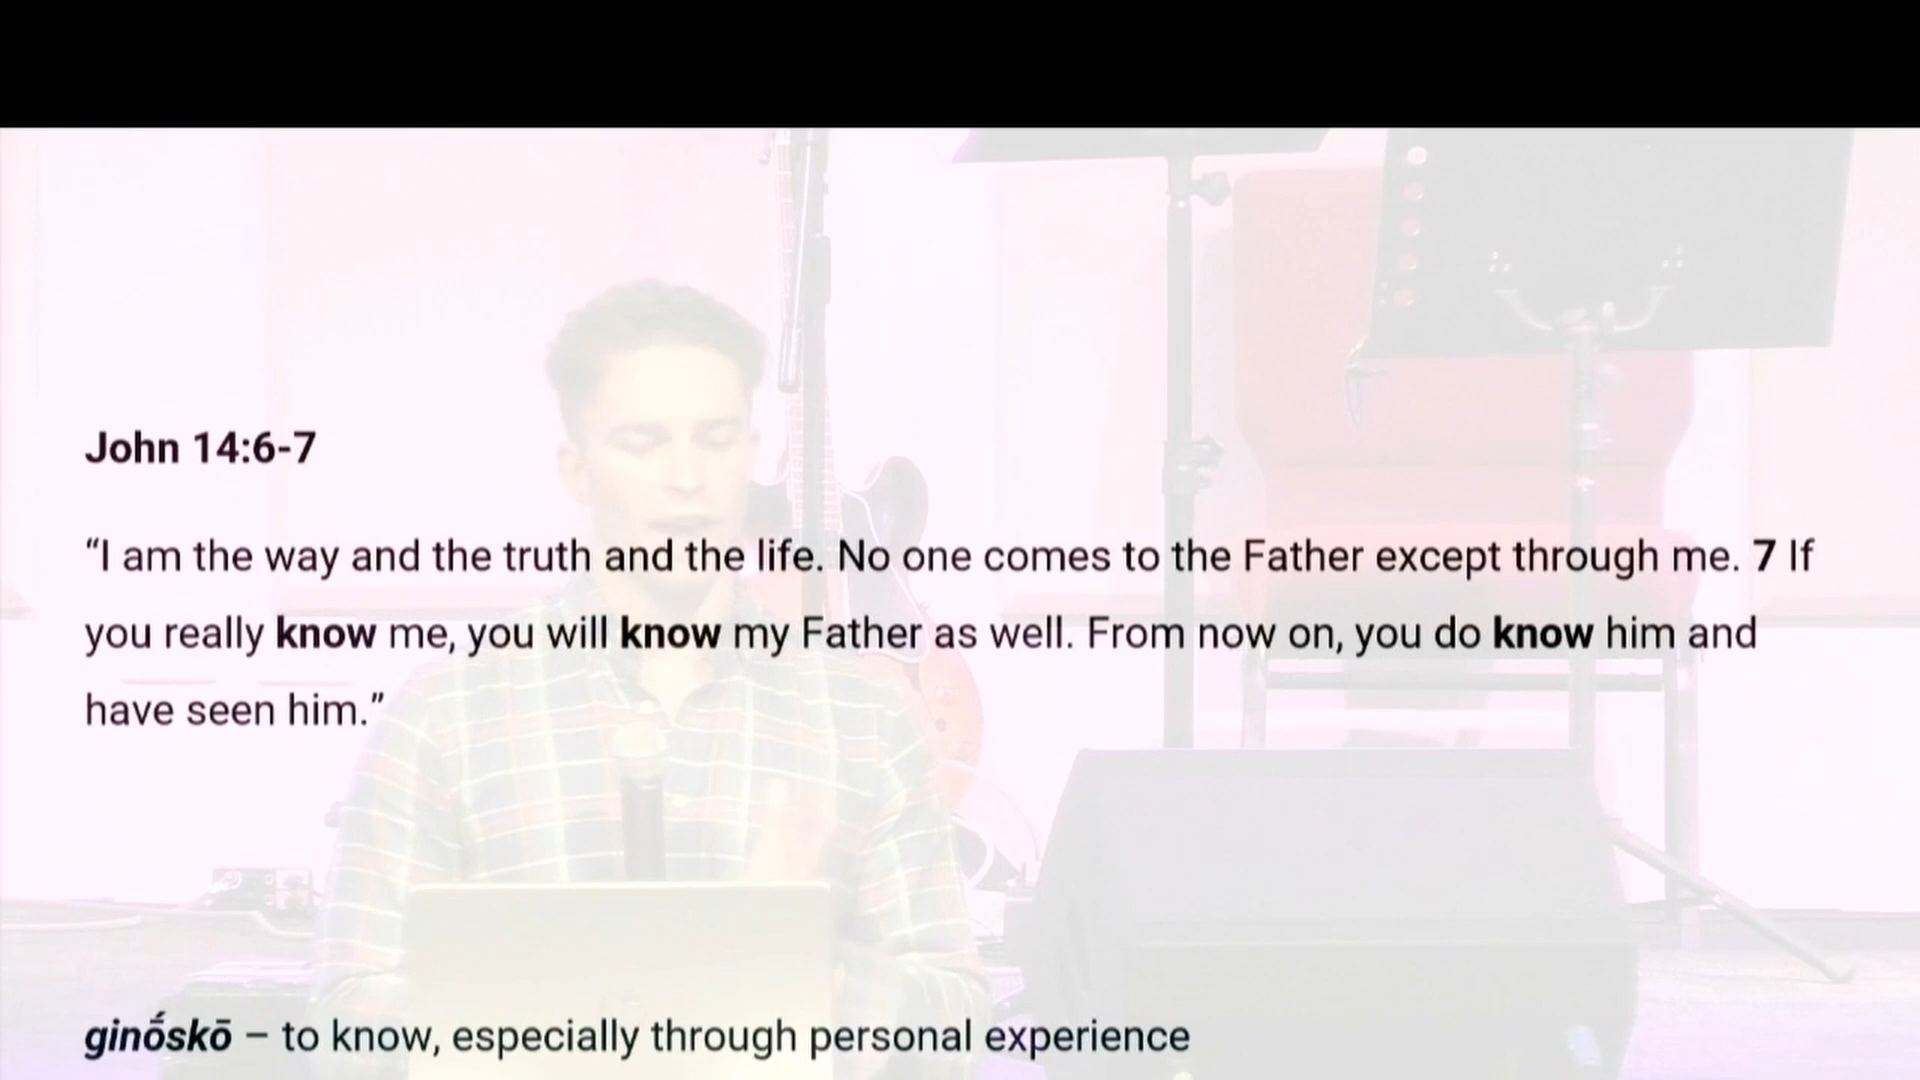 John 14:6-7
“I am the way and the truth and the life. No one comes to the Father except through me. 7 If
you really know me, you will know my Father as well. From now on, you do know him and
have seen him.”
ginṓskō – to know, especially through personal experience